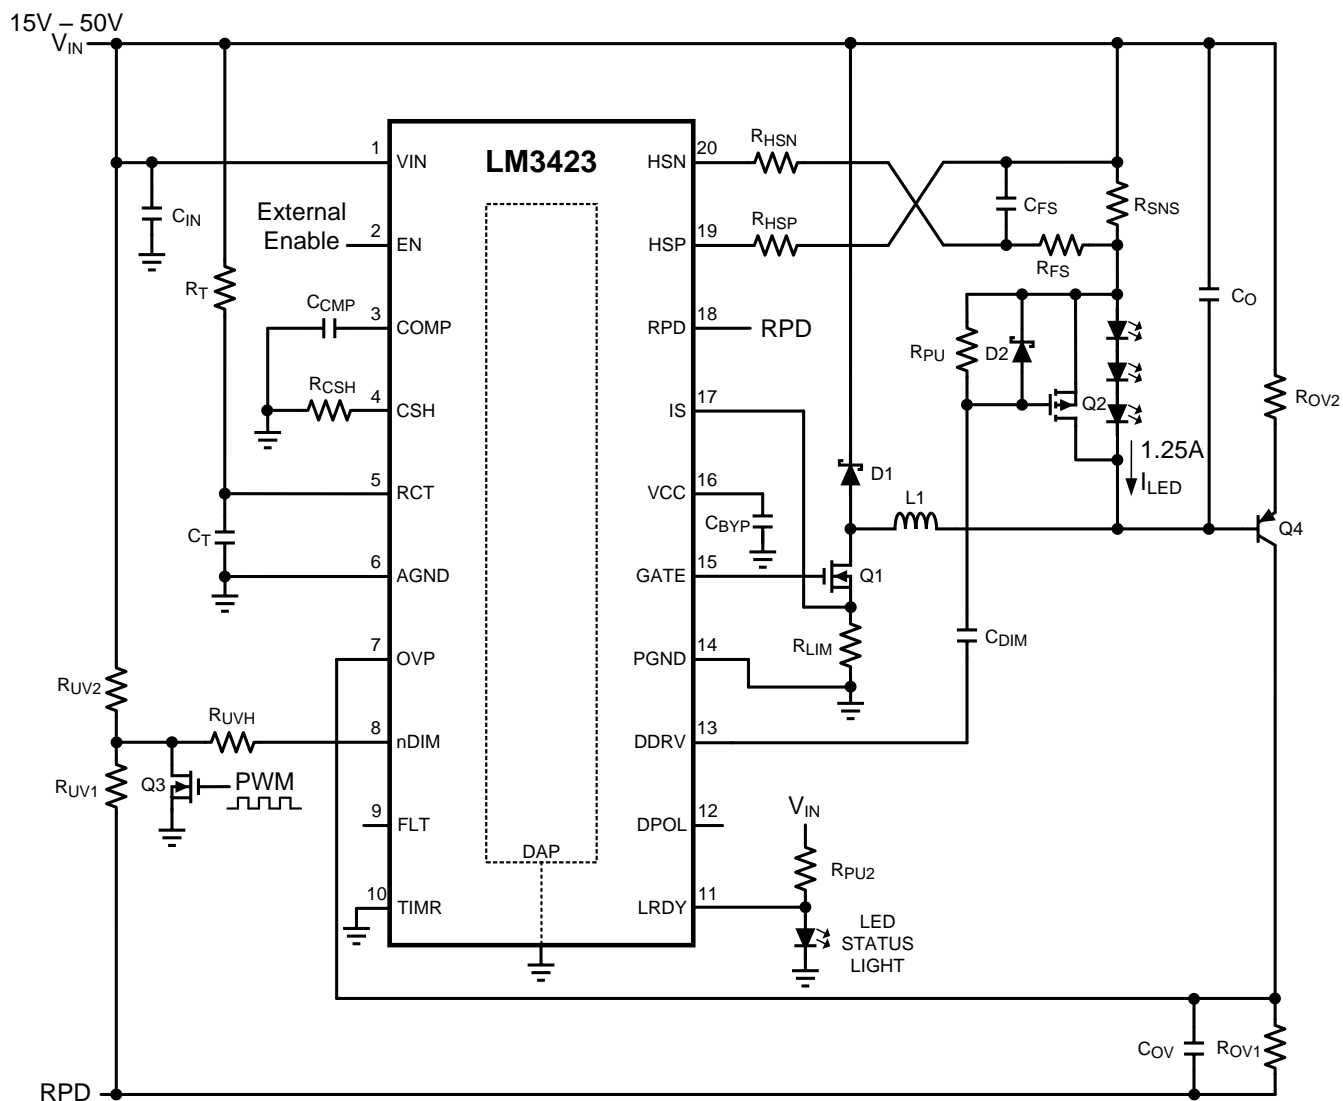 15V – 50V
VIN
LM3423
1 VIN
CIN
External
Enable
2 EN
RT
CCMP
3 COMP
RCSH
4 CSH
5 RCT
CT
6 AGND
7 OVP
RUV2
RUVH
8 nDIM
RUV1
Q3
PWM
9 FLT
DAP
10 TIMR
RPD
HSN 20
RHSN
HSP 19
RHSP
CFS
RSNS
RFS
RPD 18
RPD
RPU
D2
Q2
CO
ROV2
IS 17
1.25A
ILED
D1
VCC 16
CBYP
L1
Q4
GATE 15
Q1
PGND 14
RLIM
CDIM
DDRV 13
DPOL 12
VIN
RPU2
LRDY 11
LED
STATUS
LIGHT
COV
ROV1